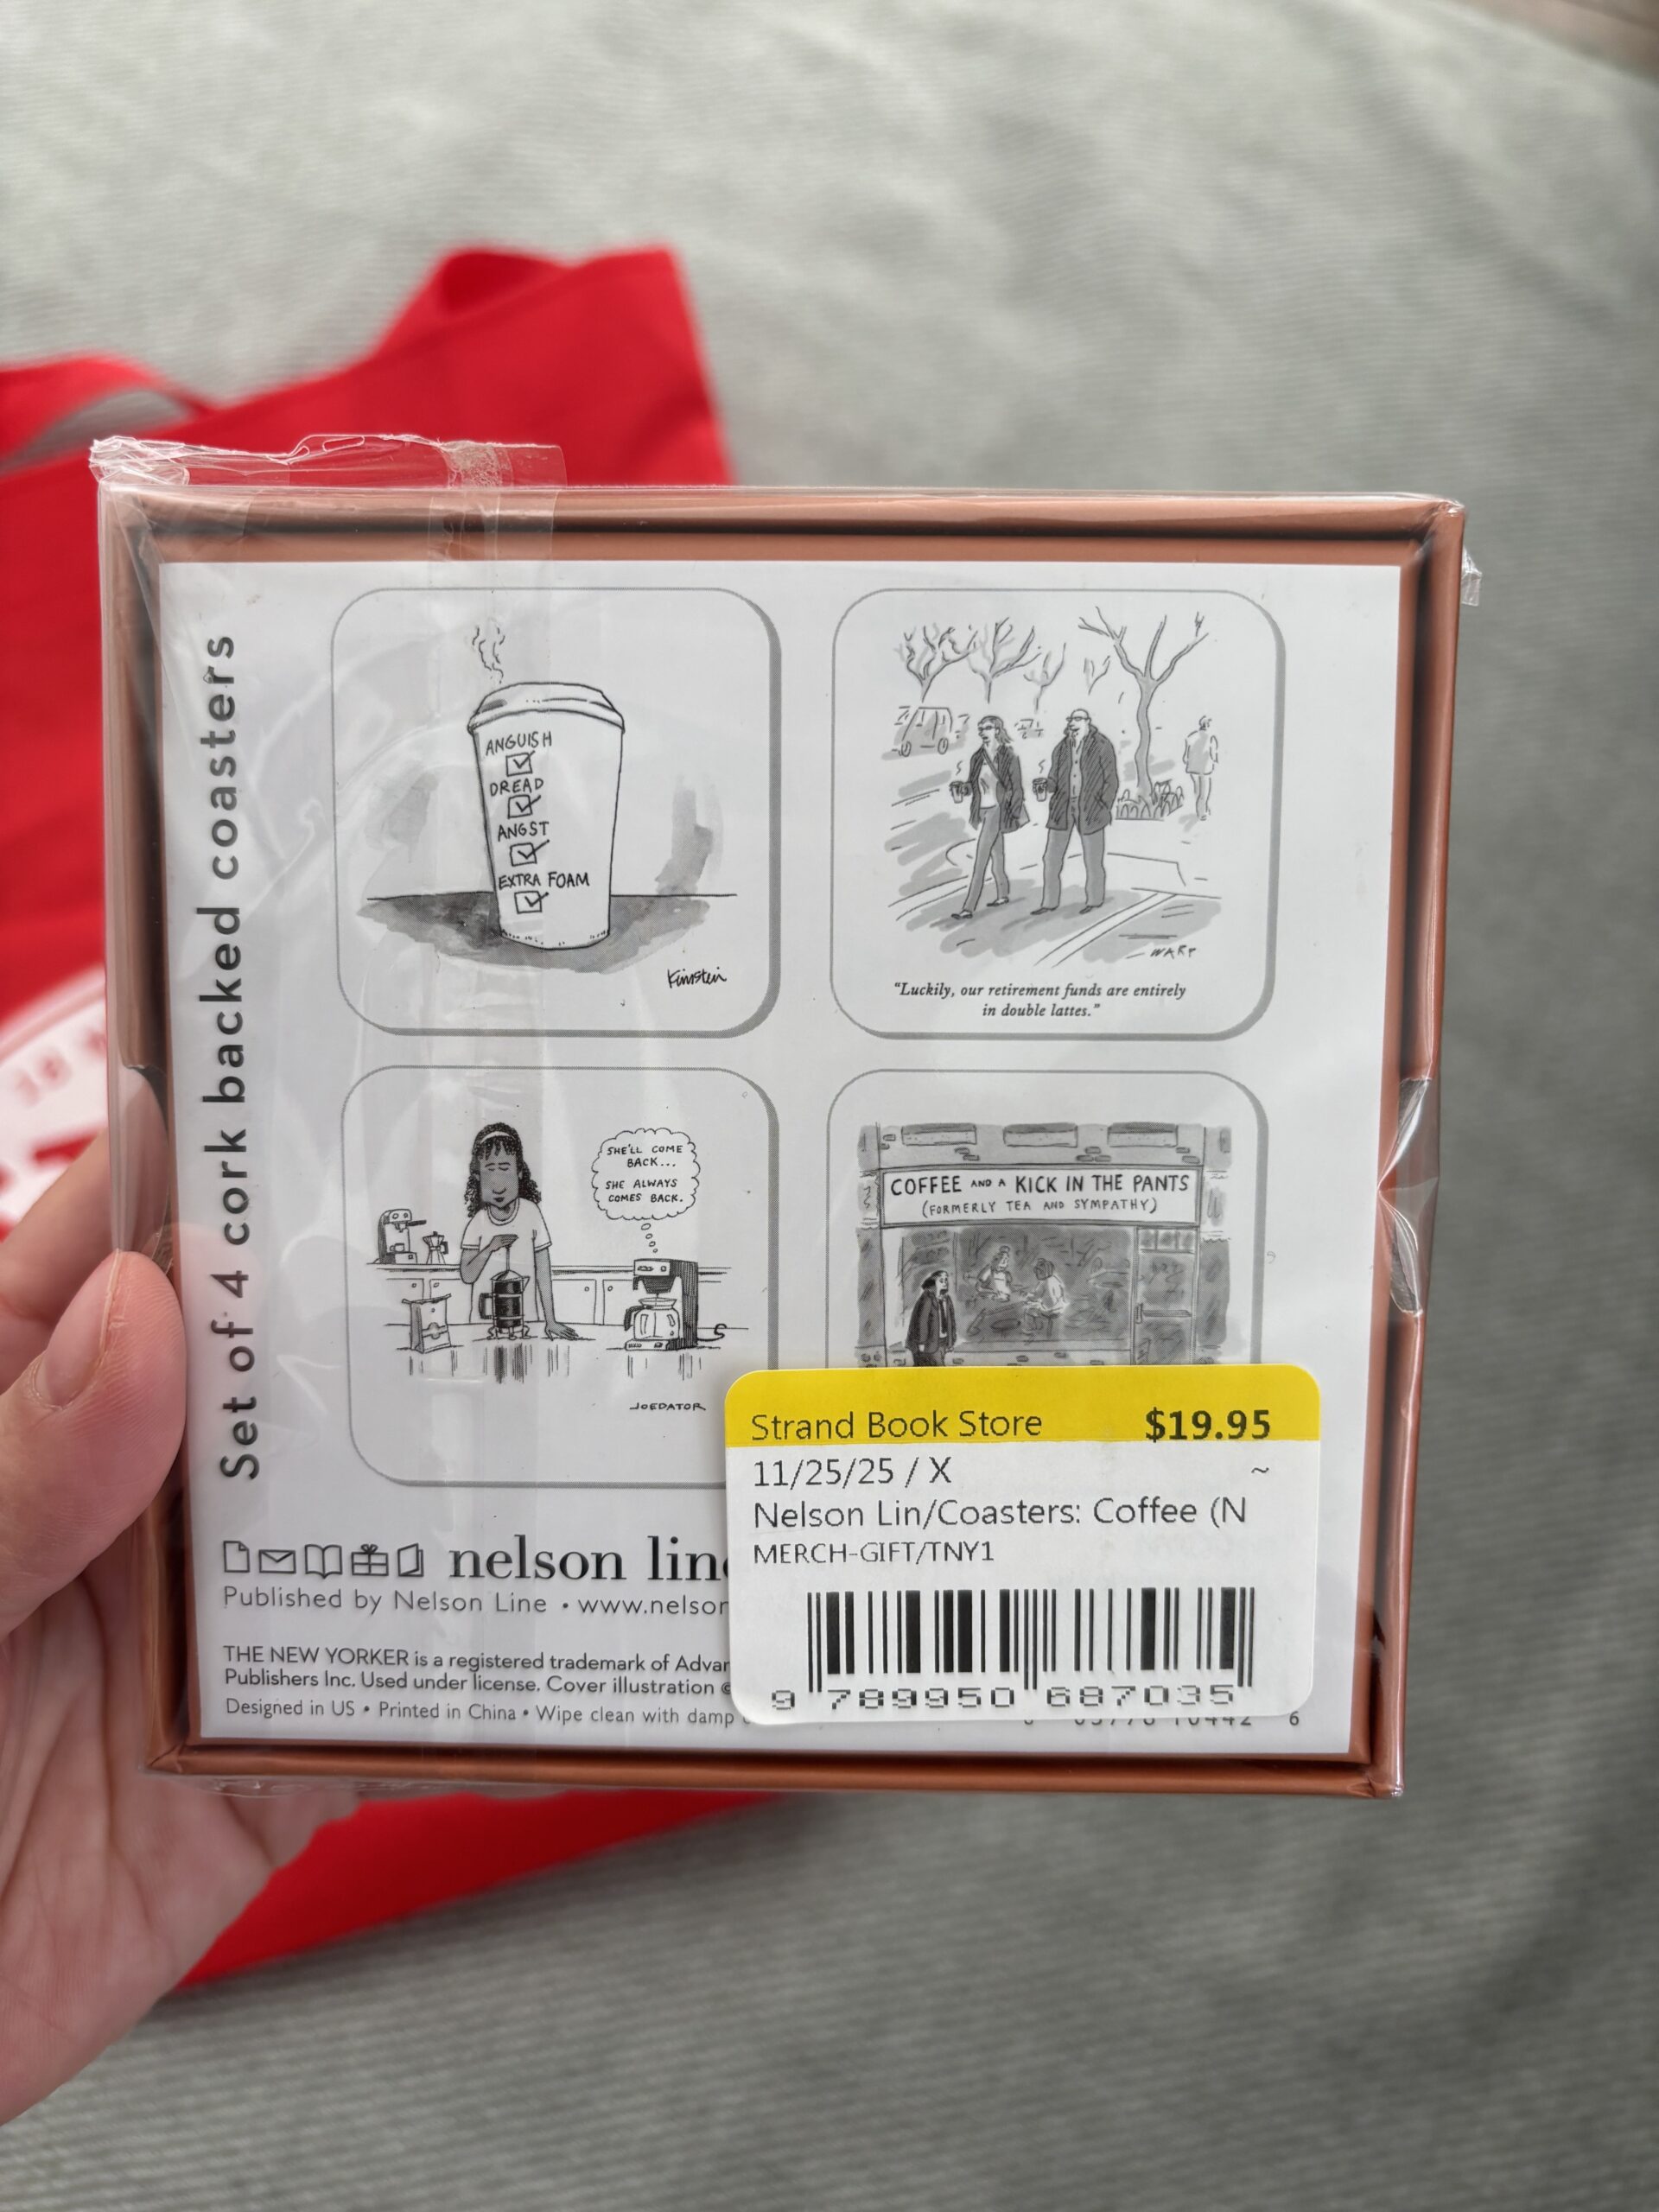 Set of 4 cork backed coasters
ANGUISH
DREAD
ANGST
EXTRA FOAM
WARP
"Luckily, our retirement funds are entirely
in double lattes."
SHE'LL COME
BACK...
SHE ALWAYS
COMES BACK.
JOEDATOR
COFFEE AND A KICK IN THE PANTS
(FORMERLY TEA AND SYMPATHY)
nelson line
Published by Nelson Line • www.nelson
THE NEW YORKER is a registered trademark of Advan
Publishers Inc. Used under license. Cover illustration ©
Designed in US • Printed in China • Wipe clean with damp
Strand Book Store $19.95
11/25/25 / X ~
Nelson Lin/Coasters: Coffee (N
MERCH-GIFT/TNY1
9 789950 687035
6